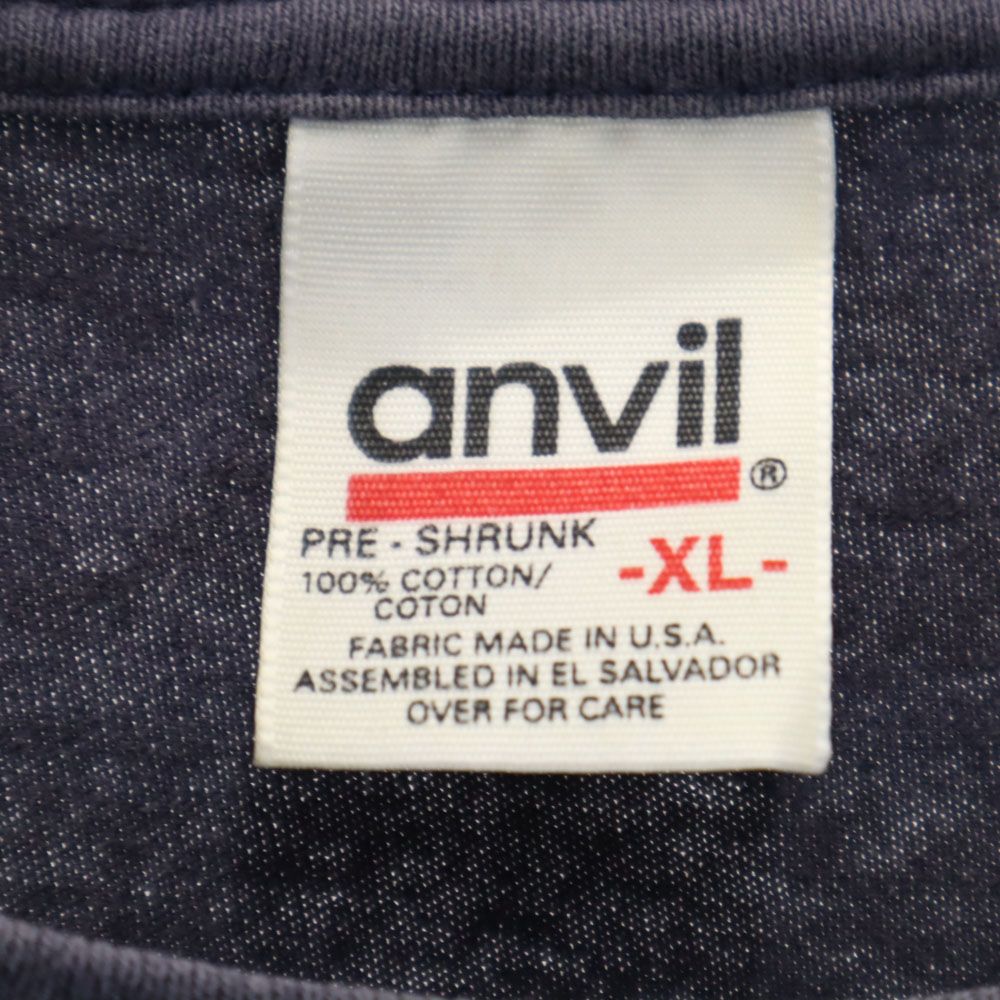 anvil®
PRE - SHRUNK
-XL-
100% COTTON/
COTON
FABRIC MADE IN U.S.A.
ASSEMBLED IN EL SALVADOR
OVER FOR CARE